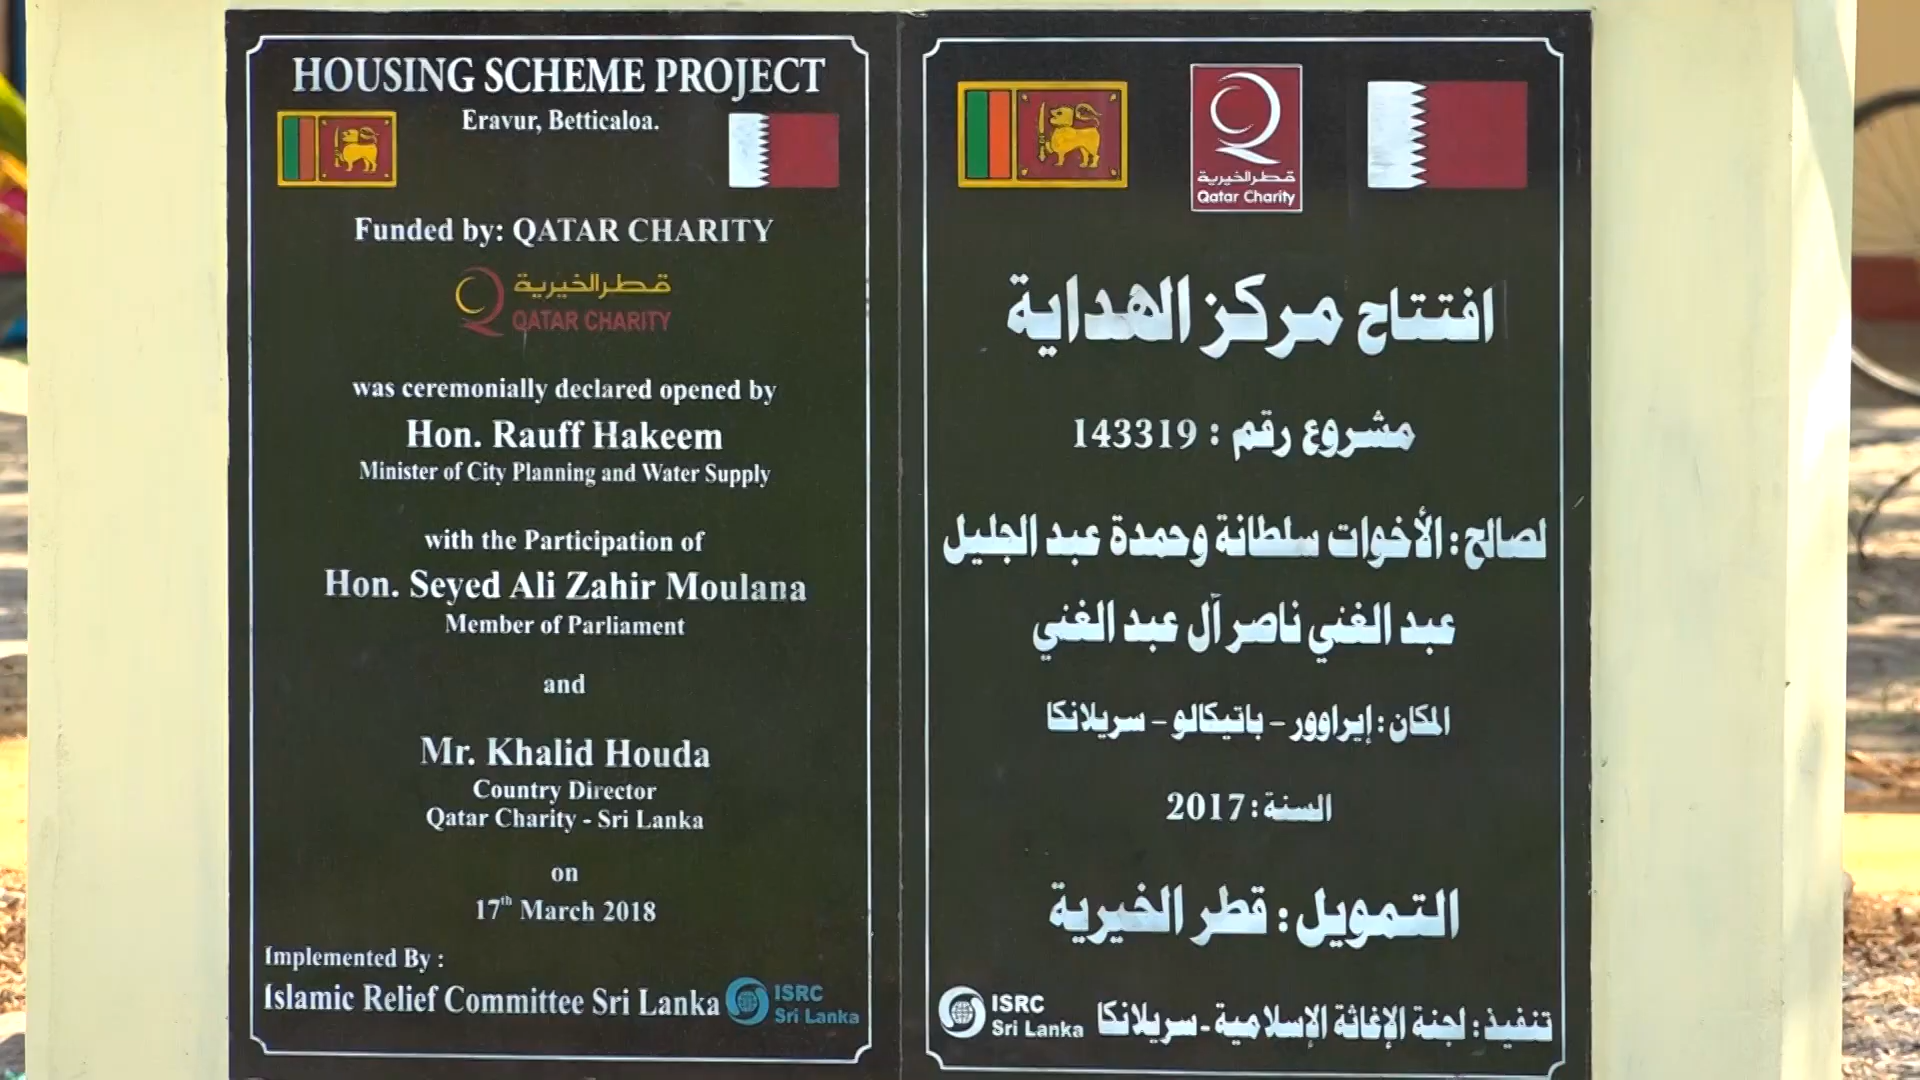 HOUSING SCHEME PROJECT
Eravur, Betticaloa.
Funded by: QATAR CHARITY
قطر الخيرية
QATAR CHARITY
was ceremonially declared opened by
Hon. Rauff Hakeem
Minister of City Planning and Water Supply
with the Participation of
Hon. Seyed Ali Zahir Moulana
Member of Parliament
and
Mr. Khalid Houda
Country Director
Qatar Charity - Sri Lanka
on
17th March 2018
Implemented By :
Islamic Relief Committee Sri Lanka
ISRC
Sri Lanka
قطر الخيرية
Qatar Charity
افتتاح مركز الهداية
مشروع رقم : 143319
لصالح : الأخوات سلطانة وحمدة عبد الجليل
عبد الغني ناصر آل عبد الغني
المكان : إيراوور - باتيكالو - سريلانكا
السنة : 2017
التمويل : قطر الخيرية
تنفيذ : لجنة الإغاثة الإسلامية - سريلانكا
ISRC
Sri Lanka